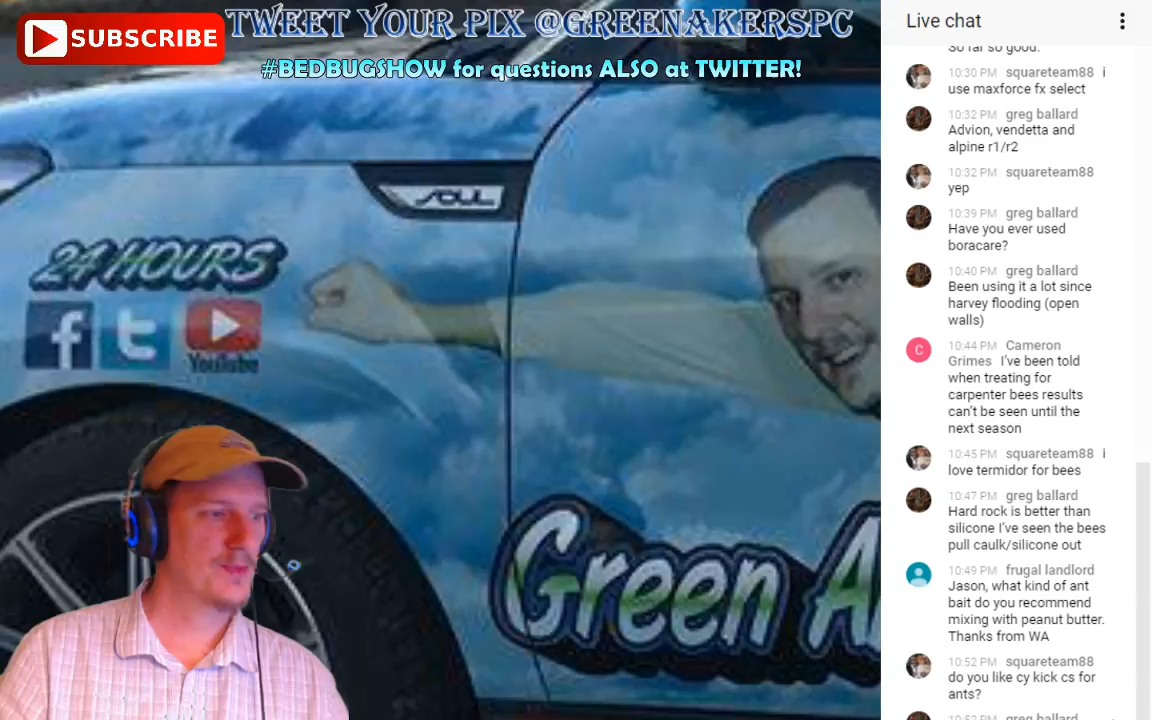 SUBSCRIBE
TWEET YOUR PIX @GREENAKERSPC
#BEDBUGSHOW for questions ALSO at TWITTER!
SOUL
24 HOURS
f t YouTube
Green A
Live chat
So far so good.
10:30 PM squareteam88 i
use maxforce fx select
10:32 PM greg ballard
Advion, vendetta and
alpine r1/r2
10:32 PM squareteam88
yep
10:39 PM greg ballard
Have you ever used
boracare?
10:40 PM greg ballard
Been using it a lot since
harvey flooding (open
walls)
C
10:44 PM Cameron
Grimes I've been told
when treating for
carpenter bees results
can't be seen until the
next season
10:45 PM squareteam88 i
love termidor for bees
10:47 PM greg ballard
Hard rock is better than
silicone I've seen the bees
pull caulk/silicone out
10:49 PM frugal landlord
Jason, what kind of ant
bait do you recommend
mixing with peanut butter.
Thanks from WA
10:52 PM squareteam88
do you like cy kick cs for
ants?
10:52 PM greg ballard